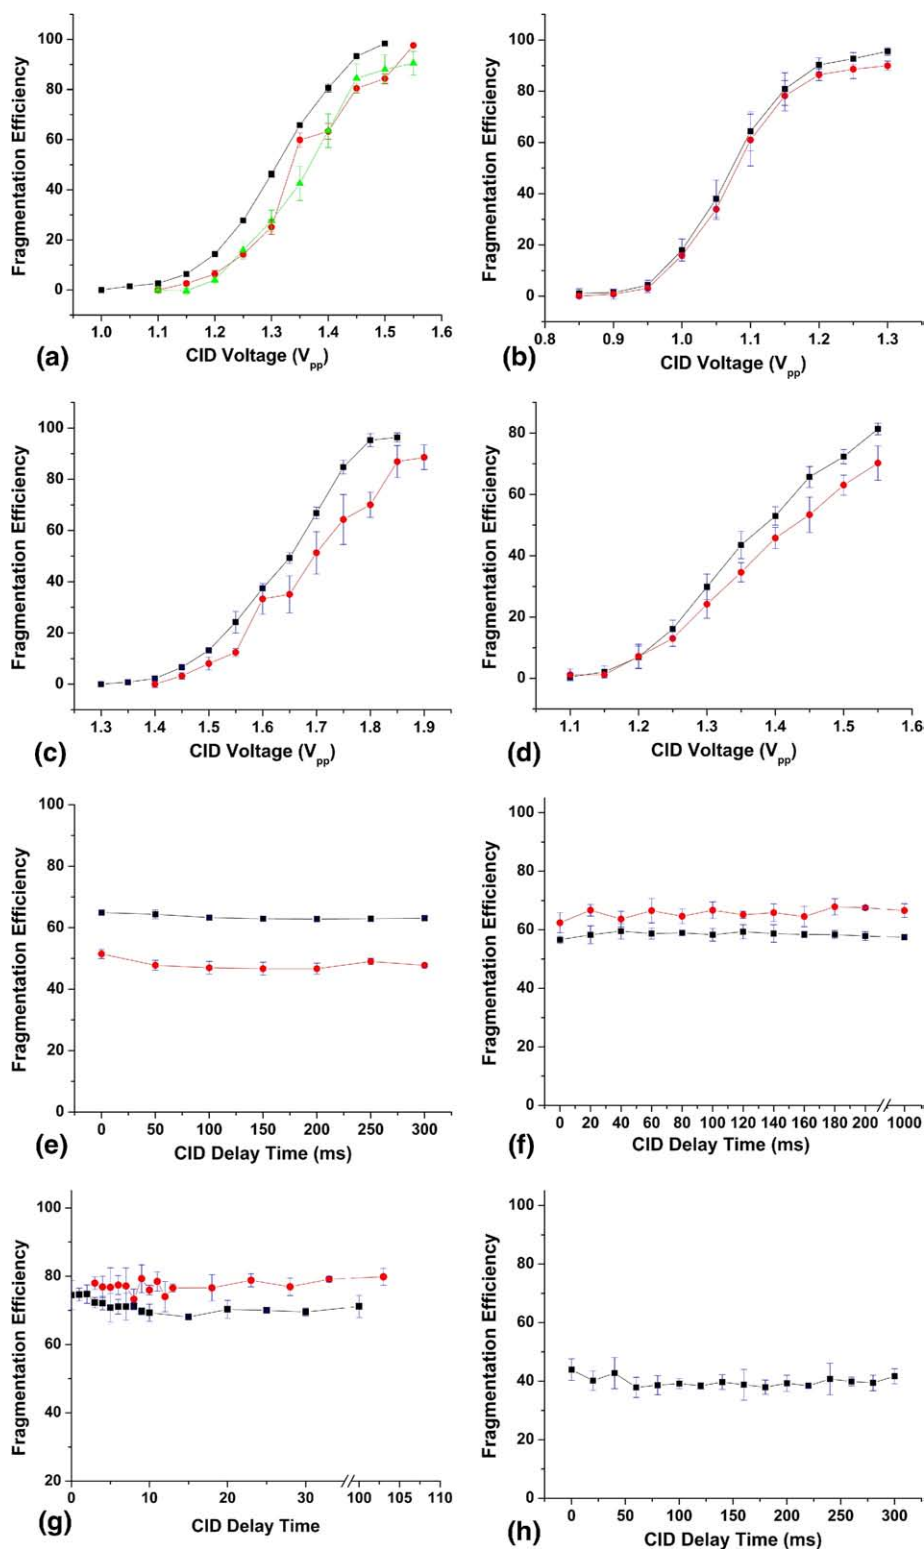 Fragmentation Efficiency
100
80
60
40
20
0
1.0 1.1 1.2 1.3 1.4 1.5 1.6
(a)
CID Voltage (Vpp)
Fragmentation Efficiency
100
80
60
40
20
0
0.8 0.9 1.0 1.1 1.2 1.3
(b)
CID Voltage (Vpp)
Fragmentation Efficiency
100
80
60
40
20
0
1.3 1.4 1.5 1.6 1.7 1.8 1.9
(c)
CID Voltage (Vpp)
Fragmentation Efficiency
80
60
40
20
0
1.1 1.2 1.3 1.4 1.5 1.6
(d)
CID Voltage (Vpp)
Fragmentation Efficiency
100
80
60
40
20
0
0 50 100 150 200 250 300
(e)
CID Delay Time (ms)
Fragmentation Efficiency
100
80
60
40
20
0
0 20 40 60 80 100 120 140 160 180 200 1000
(f)
CID Delay Time (ms)
Fragmentation Efficiency
100
80
60
40
20
0 10 20 30 100 105 110
(g)
CID Delay Time
Fragmentation Efficiency
100
80
60
40
20
0
0 50 100 150 200 250 300
(h)
CID Delay Time (ms)